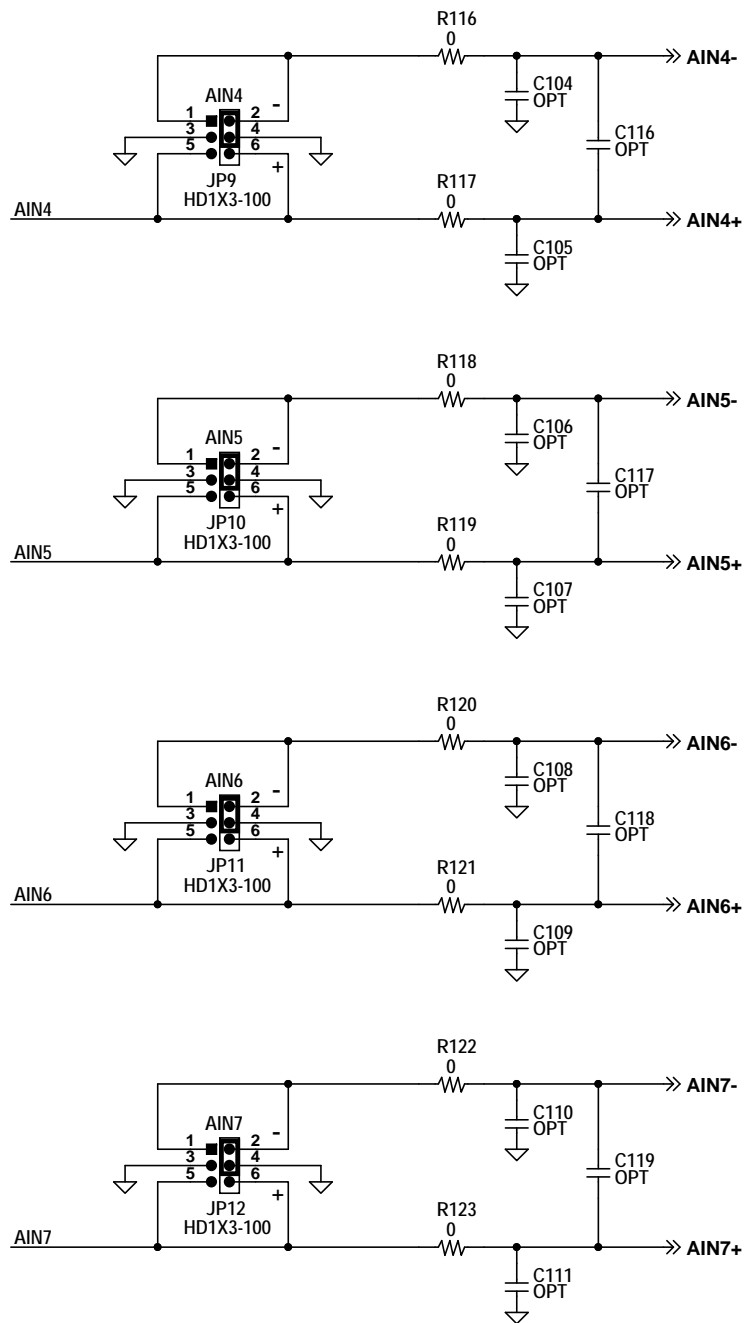 R116
0
AIN4-
C104
OPT
AIN4
1 2 -
3 4
5 6
+
C116
OPT
JP9
HD1X3-100
R117
0
AIN4
AIN4+
C105
OPT
R118
0
AIN5-
C106
OPT
AIN5
1 2 -
3 4
5 6
+
C117
OPT
JP10
HD1X3-100
R119
0
AIN5
AIN5+
C107
OPT
R120
0
AIN6-
C108
OPT
AIN6
1 2 -
3 4
5 6
+
C118
OPT
JP11
HD1X3-100
R121
0
AIN6
AIN6+
C109
OPT
R122
0
AIN7-
C110
OPT
AIN7
1 2 -
3 4
5 6
+
C119
OPT
JP12
HD1X3-100
R123
0
AIN7
AIN7+
C111
OPT